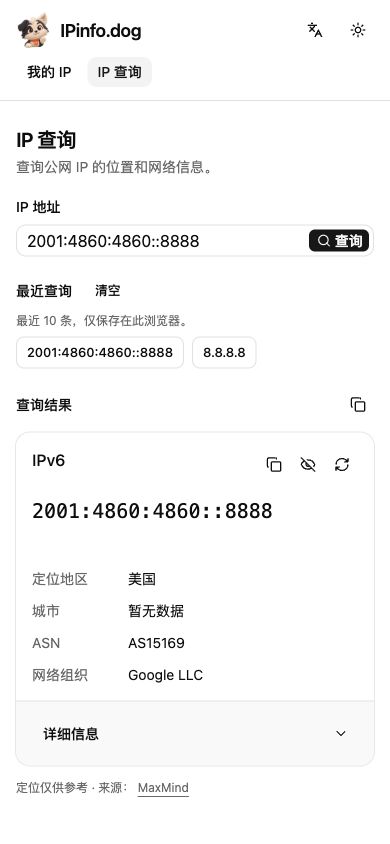 IPinfo.dog
我的 IP
IP 查询
IP 查询
查询公网 IP 的位置和网络信息。
IP 地址
2001:4860:4860::8888
查询
最近查询 清空
最近 10 条，仅保存在此浏览器。
2001:4860:4860::8888
8.8.8.8
查询结果
IPv6
2001:4860:4860::8888
定位地区 美国
城市 暂无数据
ASN AS15169
网络组织 Google LLC
详细信息
定位仅供参考 · 来源： MaxMind